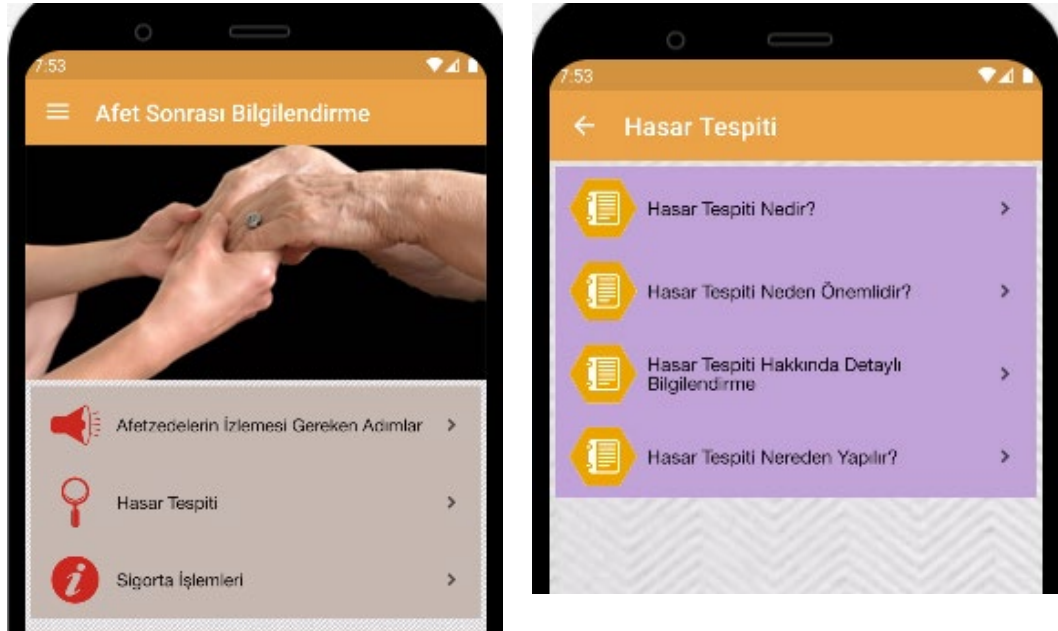 7:53
Afet Sonrası Bilgilendirme
Afetzedelerin İzlemesi Gereken Adımlar
Hasar Tespiti
Sigorta İşlemleri
7:53
Hasar Tespiti
Hasar Tespiti Nedir?
Hasar Tespiti Neden Önemlidir?
Hasar Tespiti Hakkında Detaylı
Bilgilendirme
Hasar Tespiti Nereden Yapılır?